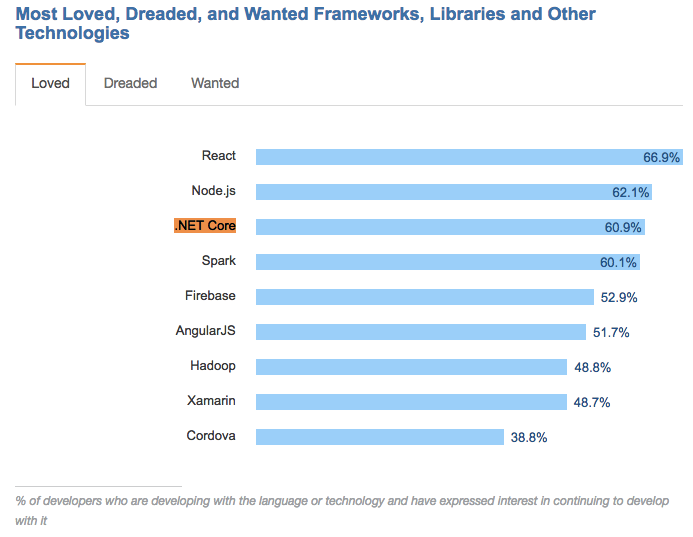 Most Loved, Dreaded, and Wanted Frameworks, Libraries and Other
Technologies
Loved Dreaded Wanted
React 66.9%
Node.js 62.1%
.NET Core 60.9%
Spark 60.1%
Firebase 52.9%
AngularJS 51.7%
Hadoop 48.8%
Xamarin 48.7%
Cordova 38.8%
% of developers who are developing with the language or technology and have expressed interest in continuing to develop
with it